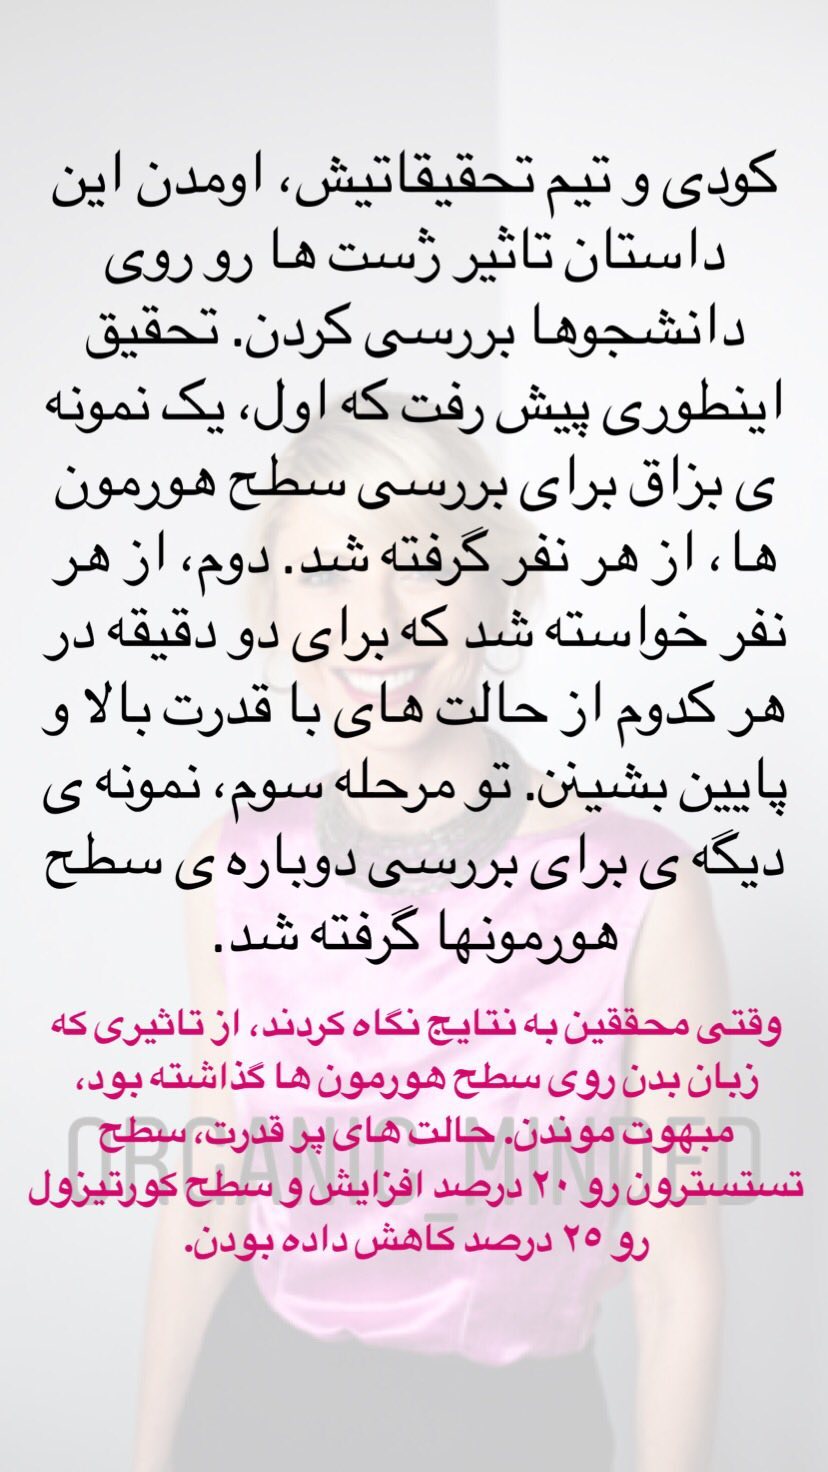 کودی و تیم تحقیقاتیش، اومدن این
داستان تاثیر ژست ها رو روی
دانشجوها بررسی کردن. تحقیق
اینطوری پیش رفت که اول، یک نمونه
ی بزاق برای بررسی سطح هورمون
ها، از هر نفر گرفته شد. دوم، از هر
نفر خواسته شد که برای دو دقیقه در
هر کدوم از حالت های با قدرت بالا و
پایین بشینن. تو مرحله سوم، نمونه ی
دیگه ی برای بررسی دوباره ی سطح
هورمونها گرفته شد.
وقتی محققین به نتایج نگاه کردند، از تاثیری که
زبان بدن روی سطح هورمون ها گذاشته بود،
مبهوت موندن. حالت های پر قدرت، سطح
تستسترون رو ۲۰ درصد افزایش و سطح کورتیزول
رو ۲۵ درصد کاهش داده بودن.
ORGANIC_MINDED